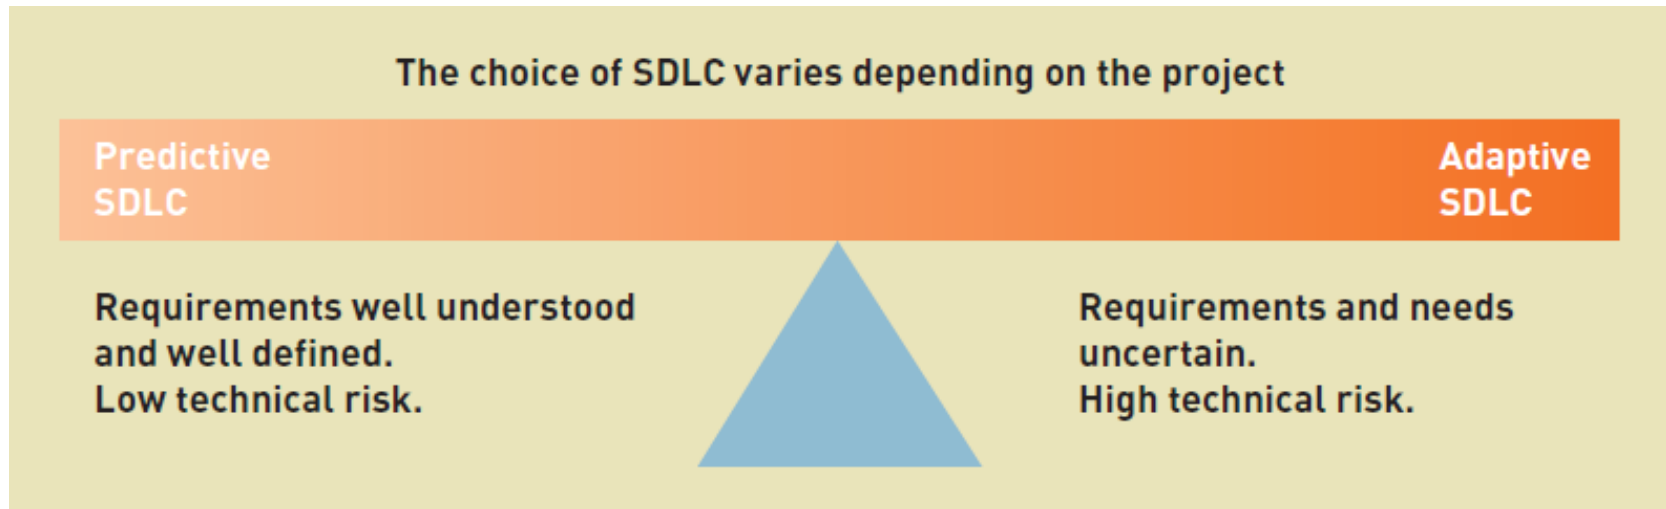 The choice of SDLC varies depending on the project
Predictive
SDLC
Adaptive
SDLC
Requirements well understood
and well defined.
Low technical risk.
Requirements and needs
uncertain.
High technical risk.